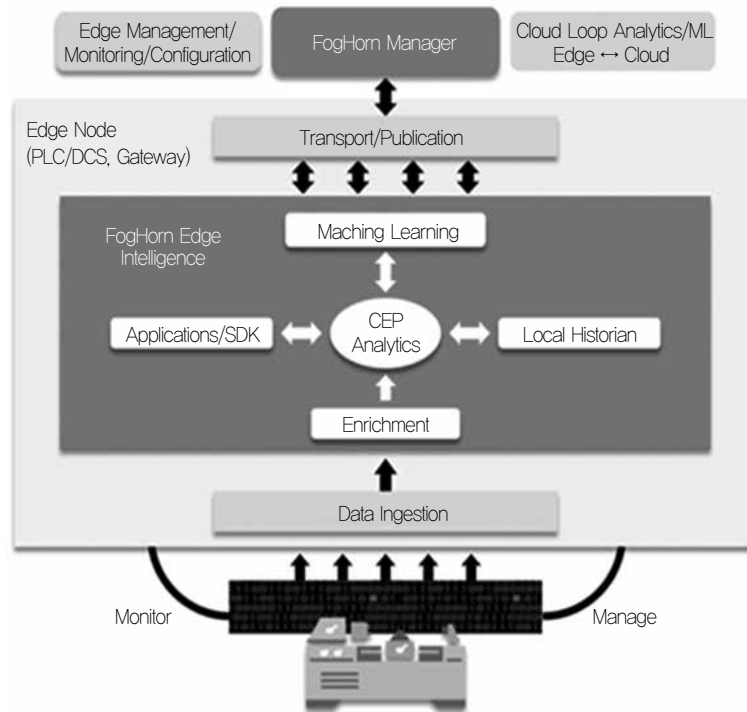 Edge Management/
Monitoring/Configuration
FogHorn Manager
Cloud Loop Analytics/ML
Edge ↔ Cloud
Edge Node
(PLC/DCS, Gateway)
Transport/Publication
FogHorn Edge
Intelligence
Maching Learning
Applications/SDK
CEP
Analytics
Local Historian
Enrichment
Data Ingestion
Monitor
Manage